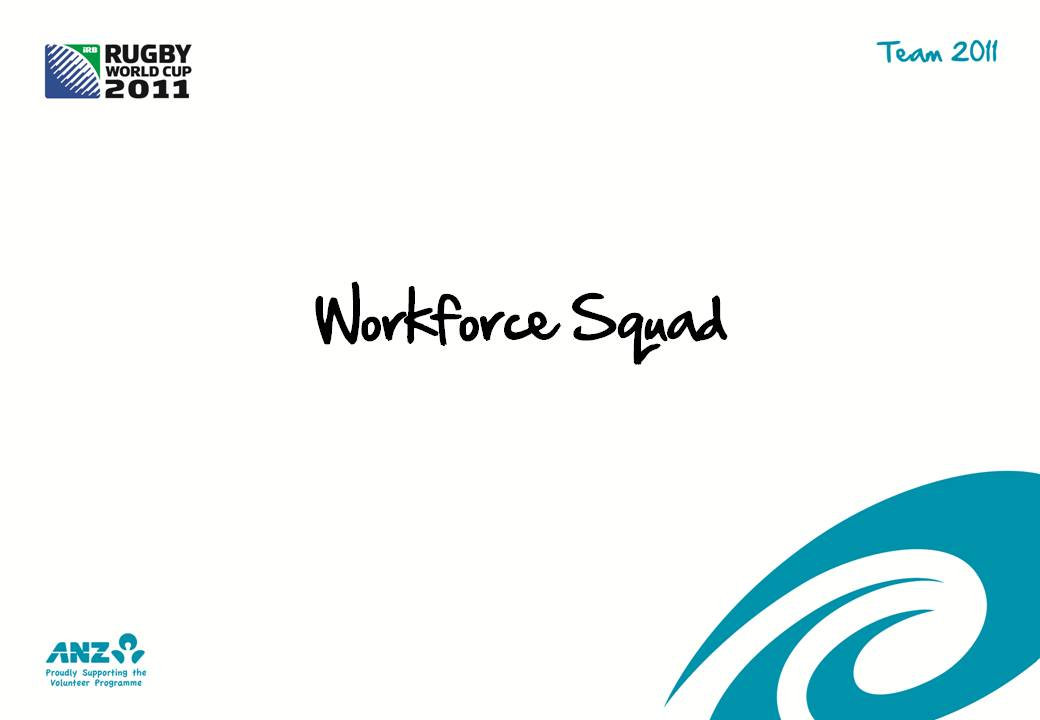 iRB
RUGBY
WORLD CUP
2011
Team 2011
Workforce Squad
ANZ
Proudly Supporting the
Volunteer Programme